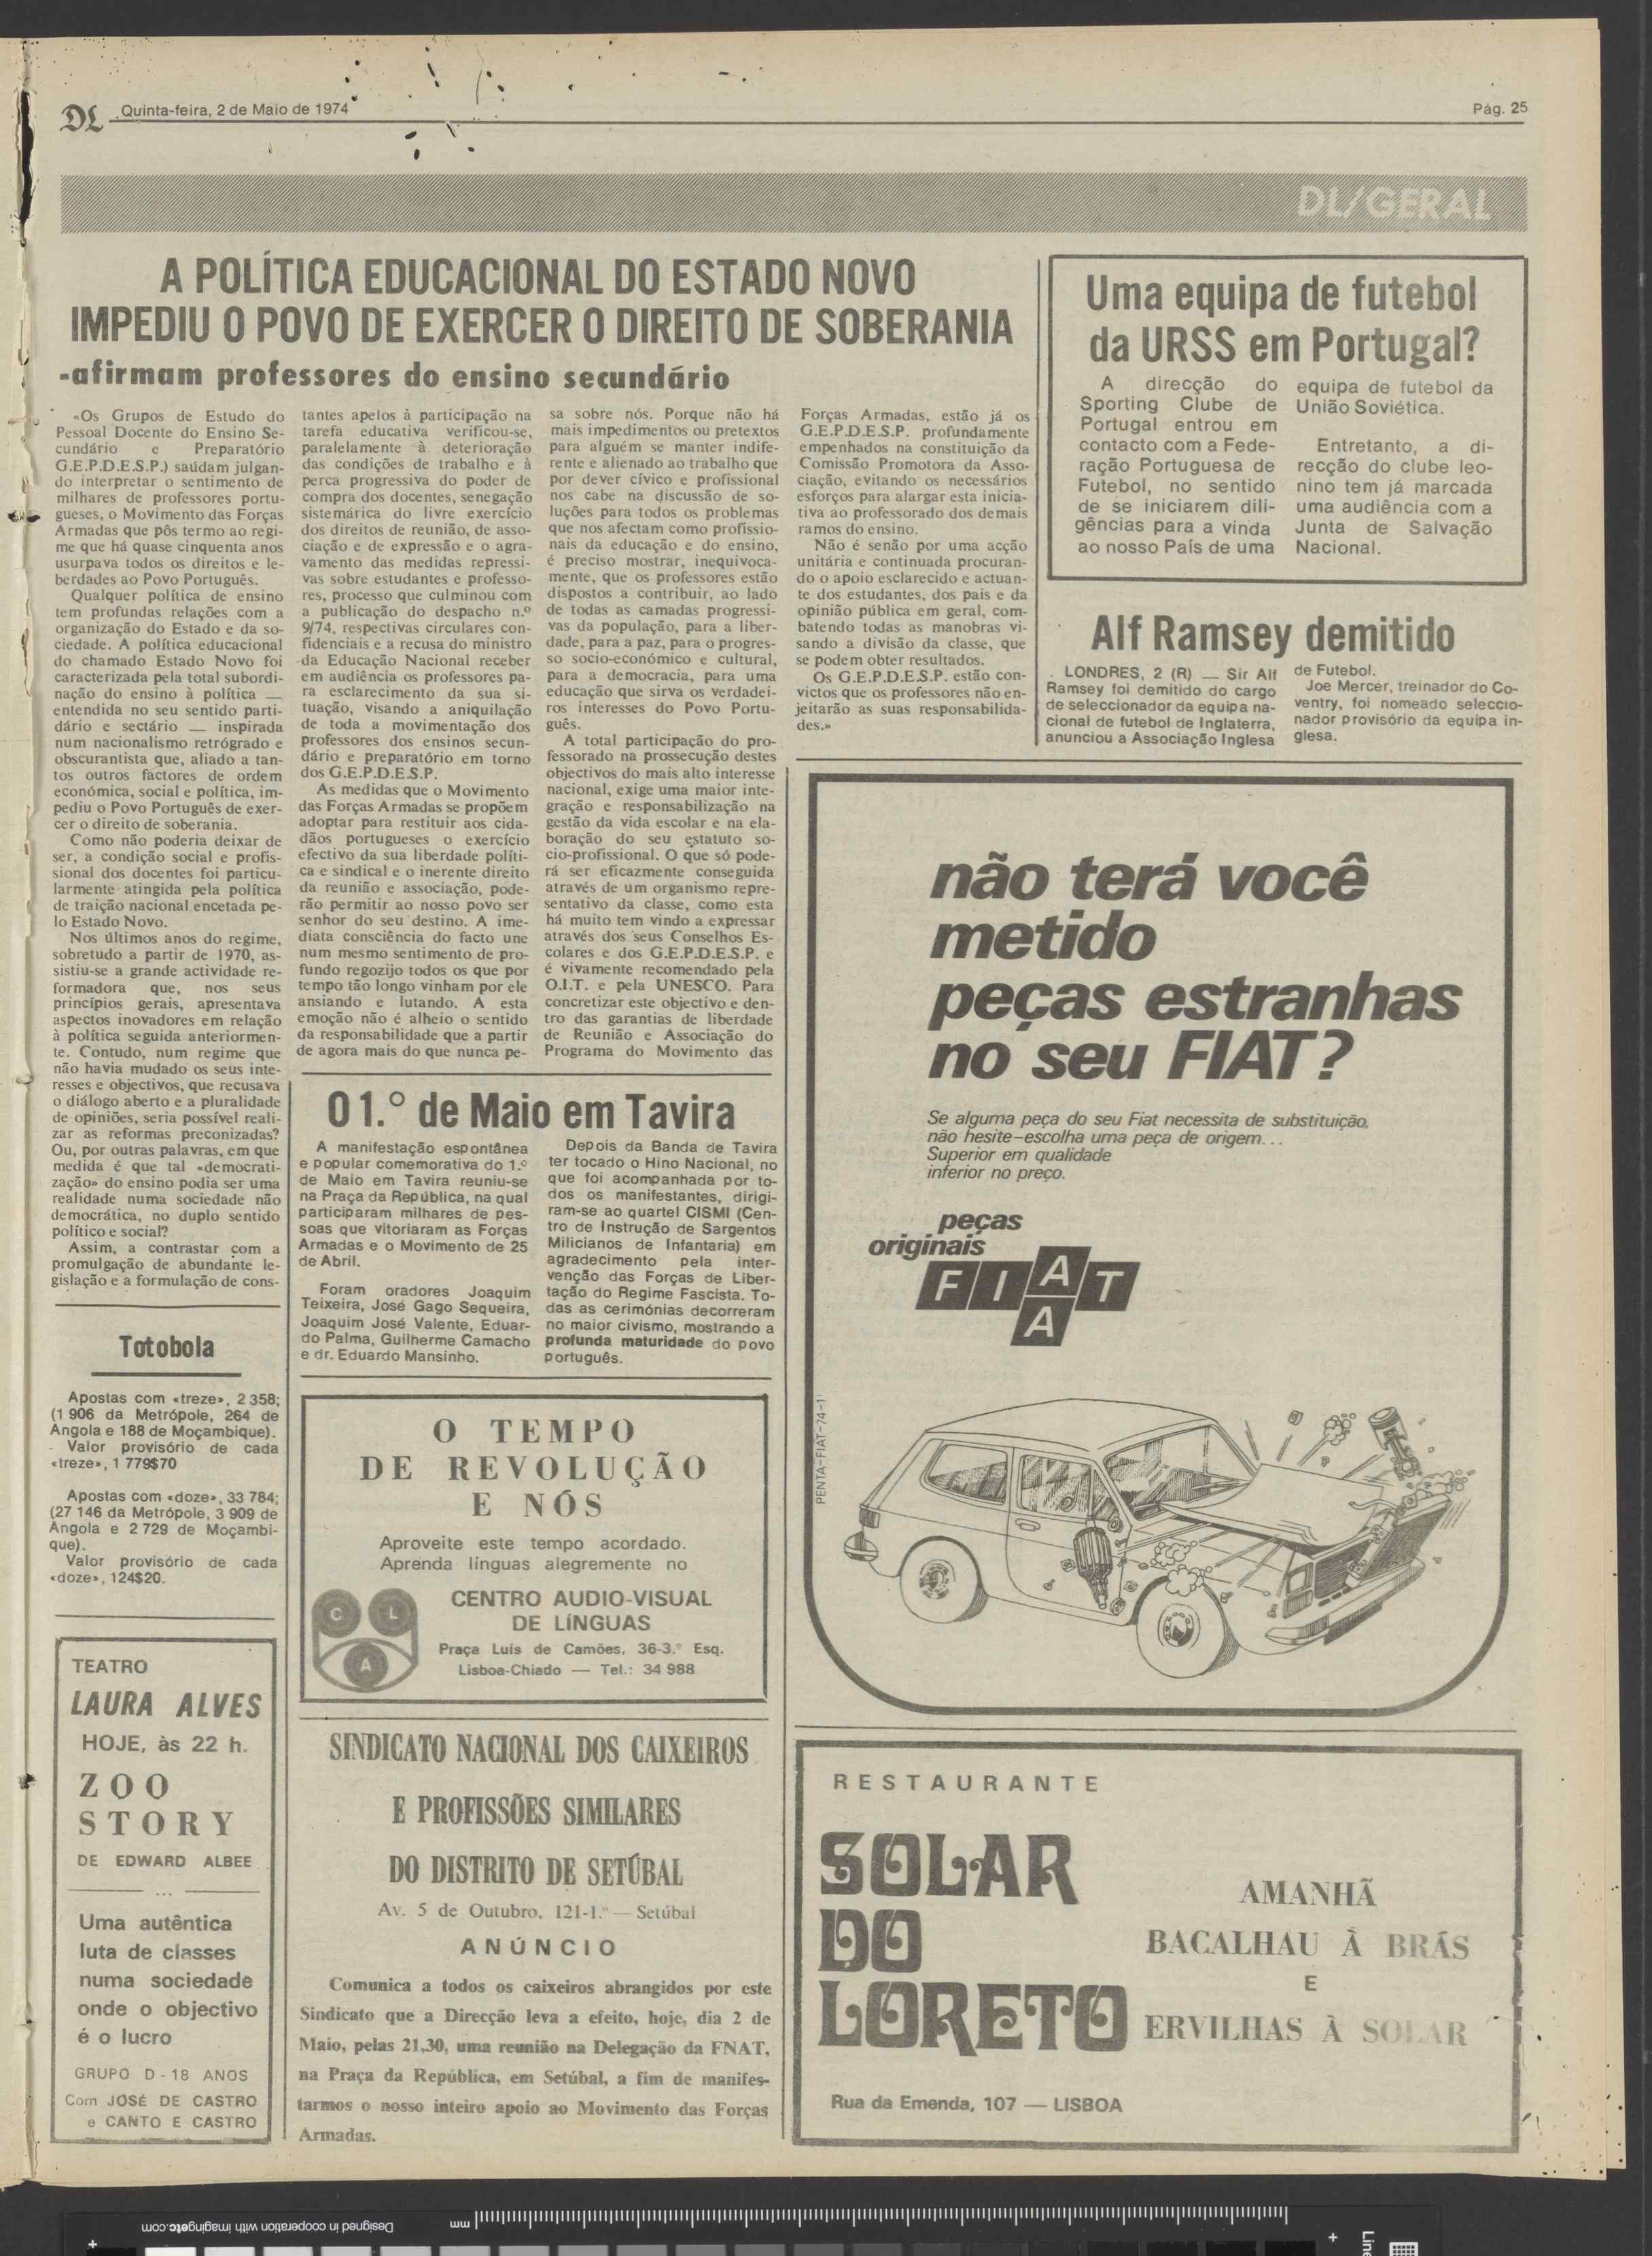 DL Quinta-feira, 2 de Maio de 1974
Pág. 25
DL/GERAL
A POLÍTICA EDUCACIONAL DO ESTADO NOVO
IMPEDIU O POVO DE EXERCER O DIREITO DE SOBERANIA
-afirmam professores do ensino secundário
«Os Grupos de Estudo do
Pessoal Docente do Ensino Se-
cundário e Preparatório
G.E.P.D.E.S.P.) saúdam julgan-
do interpretar o sentimento de
milhares de professores portu-
gueses, o Movimento das Forças
Armadas que pôs termo ao regi-
me que há quase cinquenta anos
usurpava todos os direitos e le-
berdades ao Povo Português.
Qualquer política de ensino
tem profundas relações com a
organização do Estado e da so-
ciedade. A política educacional
do chamado Estado Novo foi
caracterizada pela total subordi-
nação do ensino à política —
entendida no seu sentido parti-
dário e sectário — inspirada
num nacionalismo retrógrado e
obscurantista que, aliado a tan-
tos outros factores de ordem
económica, social e política, im-
pediu o Povo Português de exer-
cer o direito de soberania.
Como não poderia deixar de
ser, a condição social e profis-
sional dos docentes foi particu-
larmente atingida pela política
de traição nacional encetada pe-
lo Estado Novo.
Nos últimos anos do regime,
sobretudo a partir de 1970, as-
sistiu-se a grande actividade re-
formadora que, nos seus
princípios gerais, apresentava
aspectos inovadores em relação
à política seguida anteriormen-
te. Contudo, num regime que
não havia mudado os seus inte-
resses e objectivos, que recusava
o diálogo aberto e a pluralidade
de opiniões, seria possível reali-
zar as reformas preconizadas?
Ou, por outras palavras, em que
medida é que tal «democrati-
zação» do ensino podia ser uma
realidade numa sociedade não
democrática, no duplo sentido
político e social?
Assim, a contrastar com a
promulgação de abundante le-
gislação e a formulação de cons-
tantes apelos à participação na
tarefa educativa verificou-se,
paralelamente à deterioração
das condições de trabalho e à
perca progressiva do poder de
compra dos docentes, senegação
sistemárica do livre exercício
dos direitos de reunião, de asso-
ciação e de expressão e o agra-
vamento das medidas repressi-
vas sobre estudantes e professo-
res, processo que culminou com
a publicação do despacho n.º
9/74, respectivas circulares con-
fidenciais e a recusa do ministro
da Educação Nacional receber
em audiência os professores pa-
ra esclarecimento da sua si-
tuação, visando a aniquilação
de toda a movimentação dos
professores dos ensinos secun-
dário e preparatório em torno
dos G.E.P.D.E.S.P.
As medidas que o Movimento
das Forças Armadas se propõem
adoptar para restituir aos cida-
dãos portugueses o exercício
efectivo da sua liberdade políti-
ca e sindical e o inerente direito
da reunião e associação, pode-
rão permitir ao nosso povo ser
senhor do seu destino. A ime-
diata consciência do facto une
num mesmo sentimento de pro-
fundo regozijo todos os que por
tempo tão longo vinham por ele
ansiando e lutando. A esta
emoção não é alheio o sentido
da responsabilidade que a partir
de agora mais do que nunca pe-
sa sobre nós. Porque não há
mais impedimentos ou pretextos
para alguém se manter indife-
rente e alienado ao trabalho que
por dever cívico e profissional
nos cabe na discussão de so-
luções para todos os problemas
que nos afectam como profissio-
nais da educação e do ensino,
é preciso mostrar, inequivoca-
mente, que os professores estão
dispostos a contribuir, ao lado
de todas as camadas progressi-
vas da população, para a liber-
dade, para a paz, para o progres-
so socio-económico e cultural,
para a democracia, para uma
educação que sirva os verdadei-
ros interesses do Povo Portu-
guês.
A total participação do pro-
fessorado na prossecução destes
objectivos do mais alto interesse
nacional, exige uma maior inte-
gração e responsabilização na
gestão da vida escolar e na ela-
boração do seu estatuto so-
cio-profissional. O que só pode-
rá ser eficazmente conseguida
através de um organismo repre-
sentativo da classe, como esta
há muito tem vindo a expressar
através dos seus Conselhos Es-
colares e dos G.E.P.D.E.S.P. e
é vivamente recomendado pela
O.I.T. e pela UNESCO. Para
concretizar este objectivo e den-
tro das garantias de liberdade
de Reunião e Associação do
Programa do Movimento das
Forças Armadas, estão já os
G.E.P.D.E.S.P. profundamente
empenhados na constituição da
Comissão Promotora da Asso-
ciação, evitando os necessários
esforços para alargar esta inicia-
tiva ao professorado dos demais
ramos do ensino.
Não é senão por uma acção
unitária e continuada procuran-
do o apoio esclarecido e actuan-
te dos estudantes, dos pais e da
opinião pública em geral, com-
batendo todas as manobras vi-
sando a divisão da classe, que
se podem obter resultados.
Os G.E.P.D.E.S.P. estão con-
victos que os professores não en-
jeitarão as suas responsabilida-
des.»
Uma equipa de futebol
da URSS em Portugal?
A direcção do
Sporting Clube de
Portugal entrou em
contacto com a Fede-
ração Portuguesa de
Futebol, no sentido
de se iniciarem dili-
gências para a vinda
ao nosso País de uma
equipa de futebol da
União Soviética.
Entretanto, a di-
recção do clube leo-
nino tem já marcada
uma audiência com a
Junta de Salvação
Nacional.
Alf Ramsey demitido
LONDRES, 2 (R) — Sir Alf
Ramsey foi demitido do cargo
de seleccionador da equipa na-
cional de futebol de Inglaterra,
anunciou a Associação Inglesa
de Futebol.
Joe Mercer, treinador do Co-
ventry, foi nomeado seleccio-
nador provisório da equipa in-
glesa.
O 1.º de Maio em Tavira
A manifestação espontânea
e popular comemorativa do 1.º
de Maio em Tavira reuniu-se
na Praça da República, na qual
participaram milhares de pes-
soas que vitoriaram as Forças
Armadas e o Movimento de 25
de Abril.
Foram oradores Joaquim
Teixeira, José Gago Sequeira,
Joaquim José Valente, Eduar-
do Palma, Guilherme Camacho
e dr. Eduardo Mansinho.
Depois da Banda de Tavira
ter tocado o Hino Nacional, no
que foi acompanhada por to-
dos os manifestantes, dirigi-
ram-se ao quartel CISMI (Cen-
tro de Instrução de Sargentos
Milicianos de Infantaria) em
agradecimento pela inter-
venção das Forças de Liber-
tação do Regime Fascista. To-
das as cerimónias decorreram
no maior civismo, mostrando a
profunda maturidade do povo
português.
Totobola
Apostas com «treze», 2 358;
(1 906 da Metrópole, 264 de
Angola e 188 de Moçambique).
Valor provisório de cada
«treze», 1 779$70
Apostas com «doze», 33 784;
(27 146 da Metrópole, 3 909 de
Angola e 2 729 de Moçambi-
que).
Valor provisório de cada
«doze», 124$20.
TEATRO
LAURA ALVES
HOJE, às 22 h.
ZOO
STORY
DE EDWARD ALBEE
...
Uma autêntica
luta de classes
numa sociedade
onde o objectivo
é o lucro
GRUPO D - 18 ANOS
Com JOSÉ DE CASTRO
e CANTO E CASTRO
O TEMPO
DE REVOLUÇÃO
E NÓS
Aproveite este tempo acordado.
Aprenda línguas alegremente no
C L A
CENTRO AUDIO-VISUAL
DE LÍNGUAS
Praça Luís de Camões, 36-3.º Esq.
Lisboa-Chiado — Tel.: 34 988
SINDICATO NACIONAL DOS CAIXEIROS
E PROFISSÕES SIMILARES
DO DISTRITO DE SETÚBAL
Av. 5 de Outubro, 121-1.º — Setúbal
ANÚNCIO
Comunica a todos os caixeiros abrangidos por este
Sindicato que a Direcção leva a efeito, hoje, dia 2 de
Maio, pelas 21,30, uma reunião na Delegação da FNAT,
na Praça da República, em Setúbal, a fim de manifes-
tarmos o nosso inteiro apoio ao Movimento das Forças
Armadas.
não terá você
metido
peças estranhas
no seu FIAT?
Se alguma peça do seu Fiat necessita de substituição,
não hesite-escolha uma peça de origem...
Superior em qualidade
inferior no preço.
peças
originais
FIAT
A
PENTA-FIAT-74-1
RESTAURANTE
SOLAR
DO
LORETO
AMANHÃ
BACALHAU À BRÁS
E
ERVILHAS À SOLAR
Rua da Emenda, 107 — LISBOA
mm
Designed in cooperation with imagingetc.com
Line